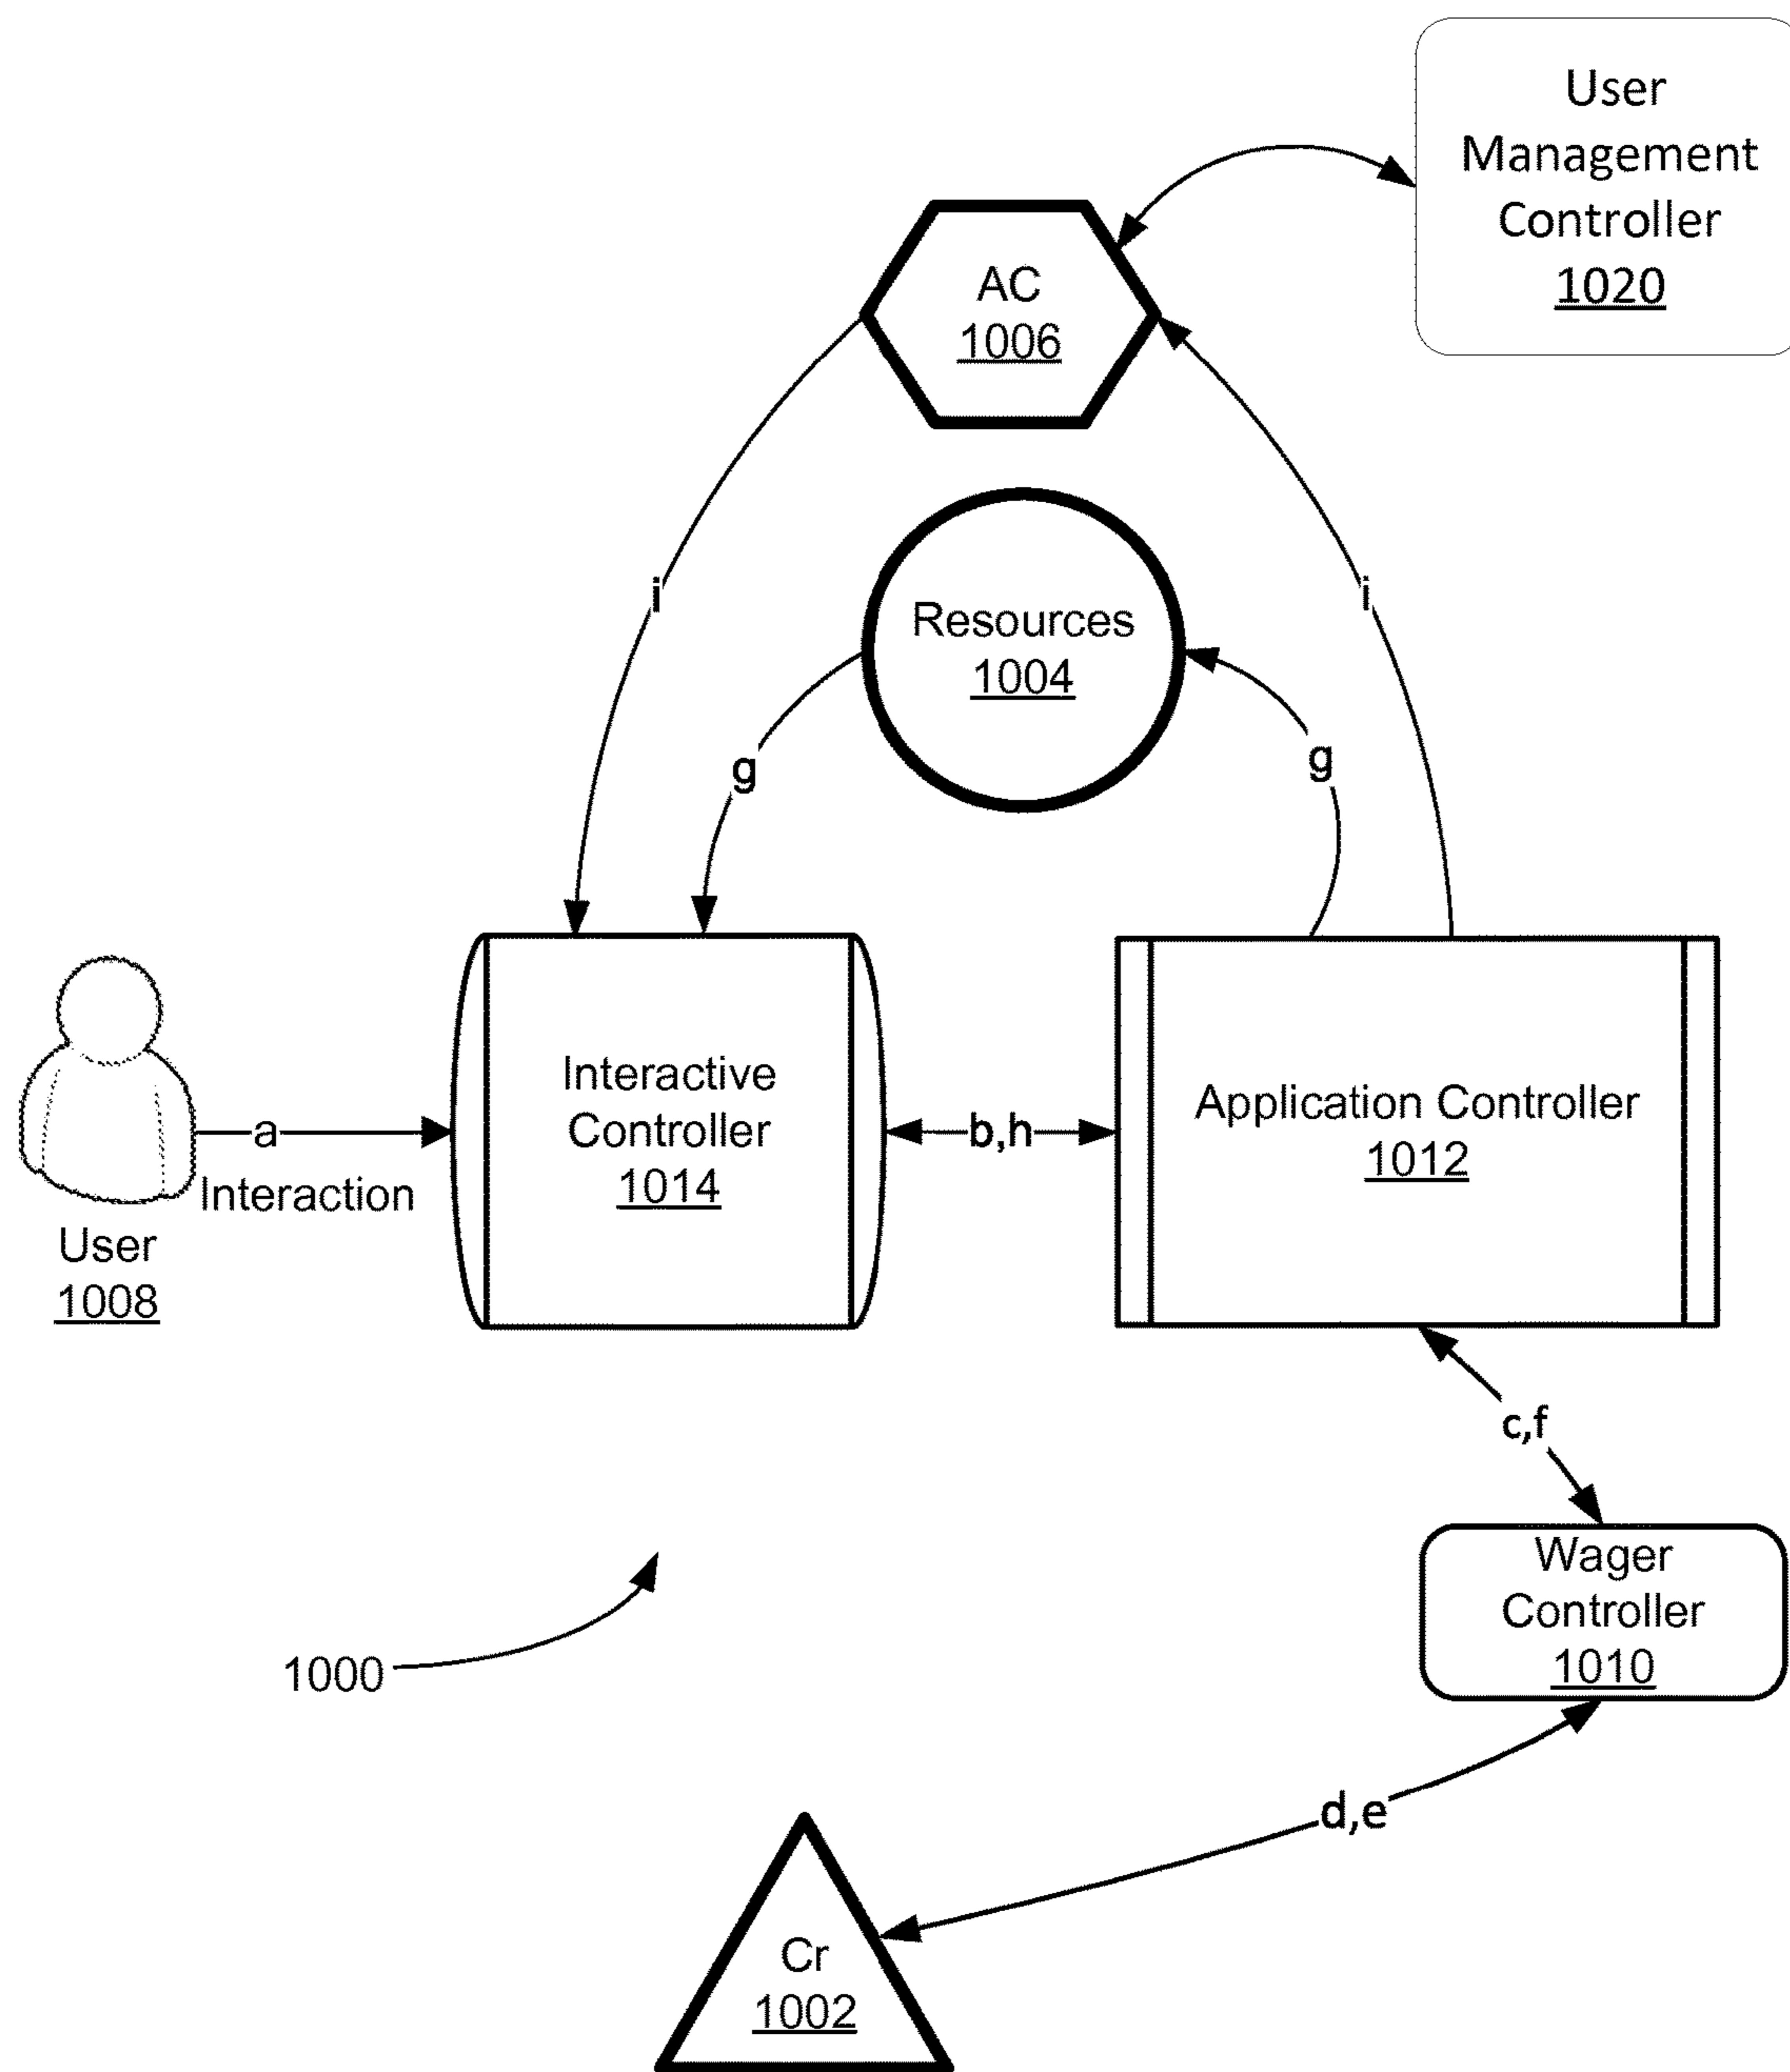 User
Management
Controller
1020
AC
1006
i
i
Resources
1004
g
g
Interactive
Controller
1014
Application Controller
1012
a
Interaction
b,h
User
1008
c,f
Wager
Controller
1010
1000
d,e
Cr
1002